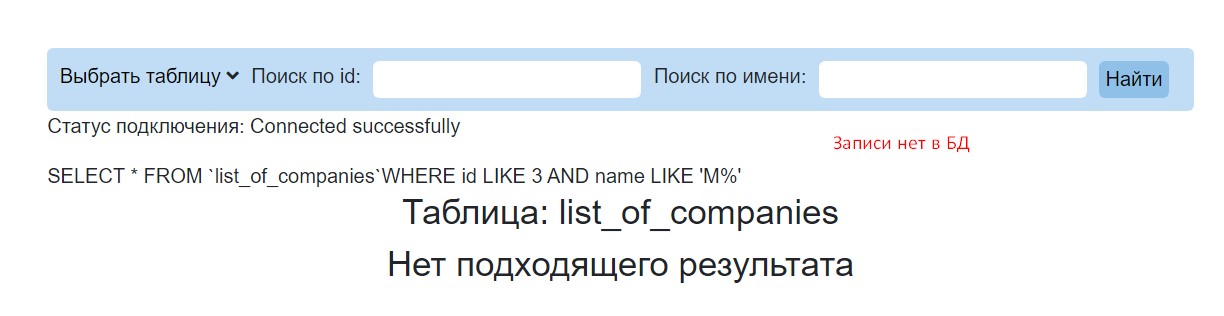 Выбрать таблицу Поиск по id: Поиск по имени: Найти
Статус подключения: Connected successfully
Записи нет в БД
SELECT * FROM `list_of_companies`WHERE id LIKE 3 AND name LIKE 'M%'
Таблица: list_of_companies
Нет подходящего результата